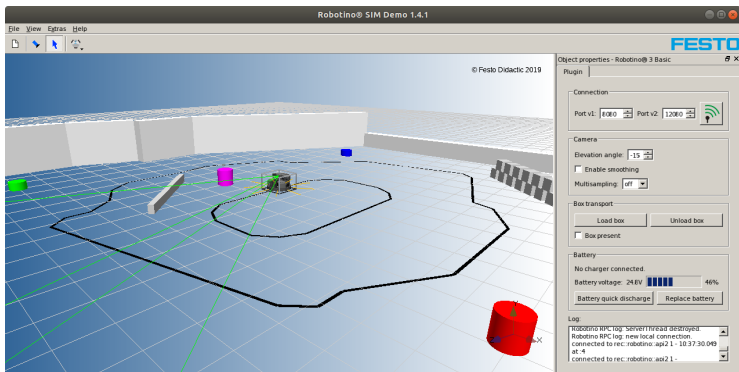 Robotino® SIM Demo 1.4.1
File View Extras Help
FESTO
© Festo Didactic 2019
Object properties - Robotino® 3 Basic
Plugin
Connection
Port v1: 8080 Port v2: 12080
Camera
Elevation angle: -15
Enable smoothing
Multisampling: off
Box transport
Load box Unload box
Box present
Battery
No charger connected.
Battery voltage: 24.8V 46%
Battery quick discharge Replace battery
Log:
Robotino RPC log: ServerThread destroyed.
Robotino RPC log: new local connection.
connected to rec::robotino::api2 1 - 10:37:30.049
at :4
connected to rec::robotino::api2 1 -